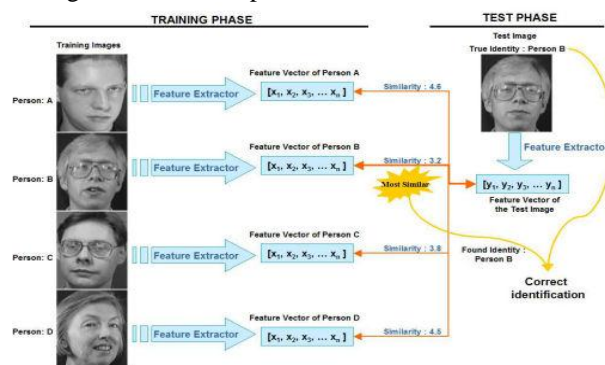 TRAINING PHASE
TEST PHASE
Training Images
Test Image
True Identity : Person B
Person: A
Feature Extractor
Feature Vector of Person A
[x1, x2, x3, ... xn ]
Similarity : 4.6
Person: B
Feature Extractor
Feature Vector of Person B
[x1, x2, x3, ... xn ]
Similarity : 3.2
Most Similar
Feature Extractor
[y1, y2, y3, ... yn ]
Feature Vector of
the Test Image
Person: C
Feature Extractor
Feature Vector of Person C
[x1, x2, x3, ... xn ]
Similarity : 3.8
Found Identity :
Person B
Correct
identification
Person: D
Feature Extractor
Feature Vector of Person D
[x1, x2, x3, ... xn ]
Similarity : 4.5